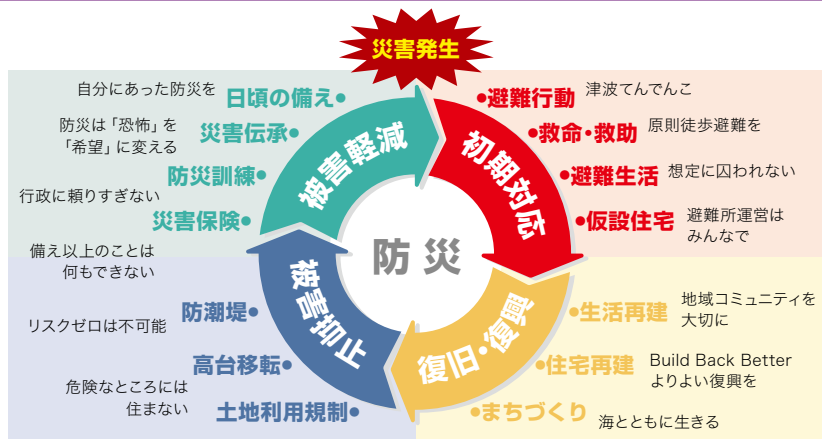 災害発生
自分にあった防災を
日頃の備え
防災は「恐怖」を
「希望」に変える
災害伝承
防災訓練
行政に頼りすぎない
災害保険
備え以上のことは
何もできない
被害軽減
避難行動
津波てんでんこ
救命・救助
原則徒歩避難を
避難生活
想定に囚われない
仮設住宅
避難所運営は
みんなで
初期対応
防災
生活再建
地域コミュニティを
大切に
住宅再建
Build Back Better
よりよい復興を
まちづくり
海とともに生きる
復旧・復興
防潮堤
リスクゼロは不可能
高台移転
危険なところには
住まない
土地利用規制
被害抑止